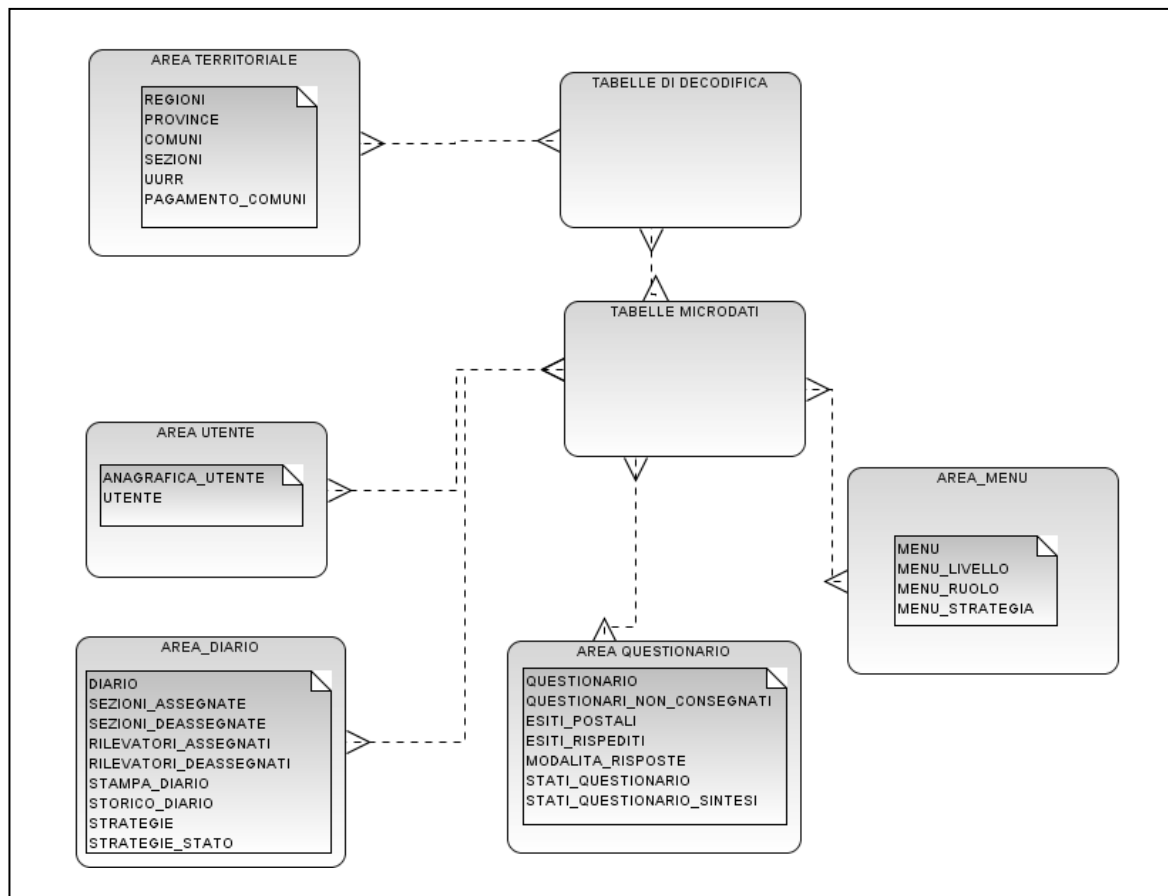 AREA TERRITORIALE
REGIONI
PROVINCE
COMUNI
SEZIONI
UURR
PAGAMENTO_COMUNI
TABELLE DI DECODIFICA
TABELLE MICRODATI
AREA UTENTE
ANAGRAFICA_UTENTE
UTENTE
AREA_MENU
MENU
MENU_LIVELLO
MENU_RUOLO
MENU_STRATEGIA
AREA_DIARIO
DIARIO
SEZIONI_ASSEGNATE
SEZIONI_DEASSEGNATE
RILEVATORI_ASSEGNATI
RILEVATORI_DEASSEGNATI
STAMPA_DIARIO
STORICO_DIARIO
STRATEGIE
STRATEGIE_STATO
AREA QUESTIONARIO
QUESTIONARIO
QUESTIONARI_NON_CONSEGNATI
ESITI_POSTALI
ESITI_RISPEDITI
MODALITA_RISPOSTE
STATI_QUESTIONARIO
STATI_QUESTIONARIO_SINTESI